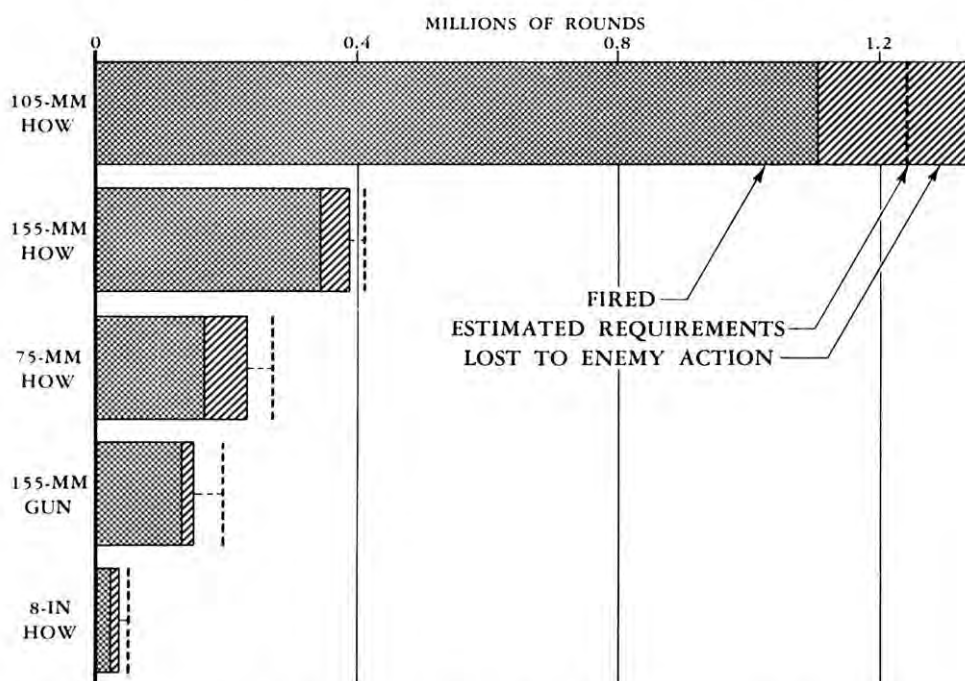 MILLIONS OF ROUNDS
0 0.4 0.8 1.2
105-MM
HOW
155-MM
HOW
FIRED
ESTIMATED REQUIREMENTS
LOST TO ENEMY ACTION
75-MM
HOW
155-MM
GUN
8-IN
HOW